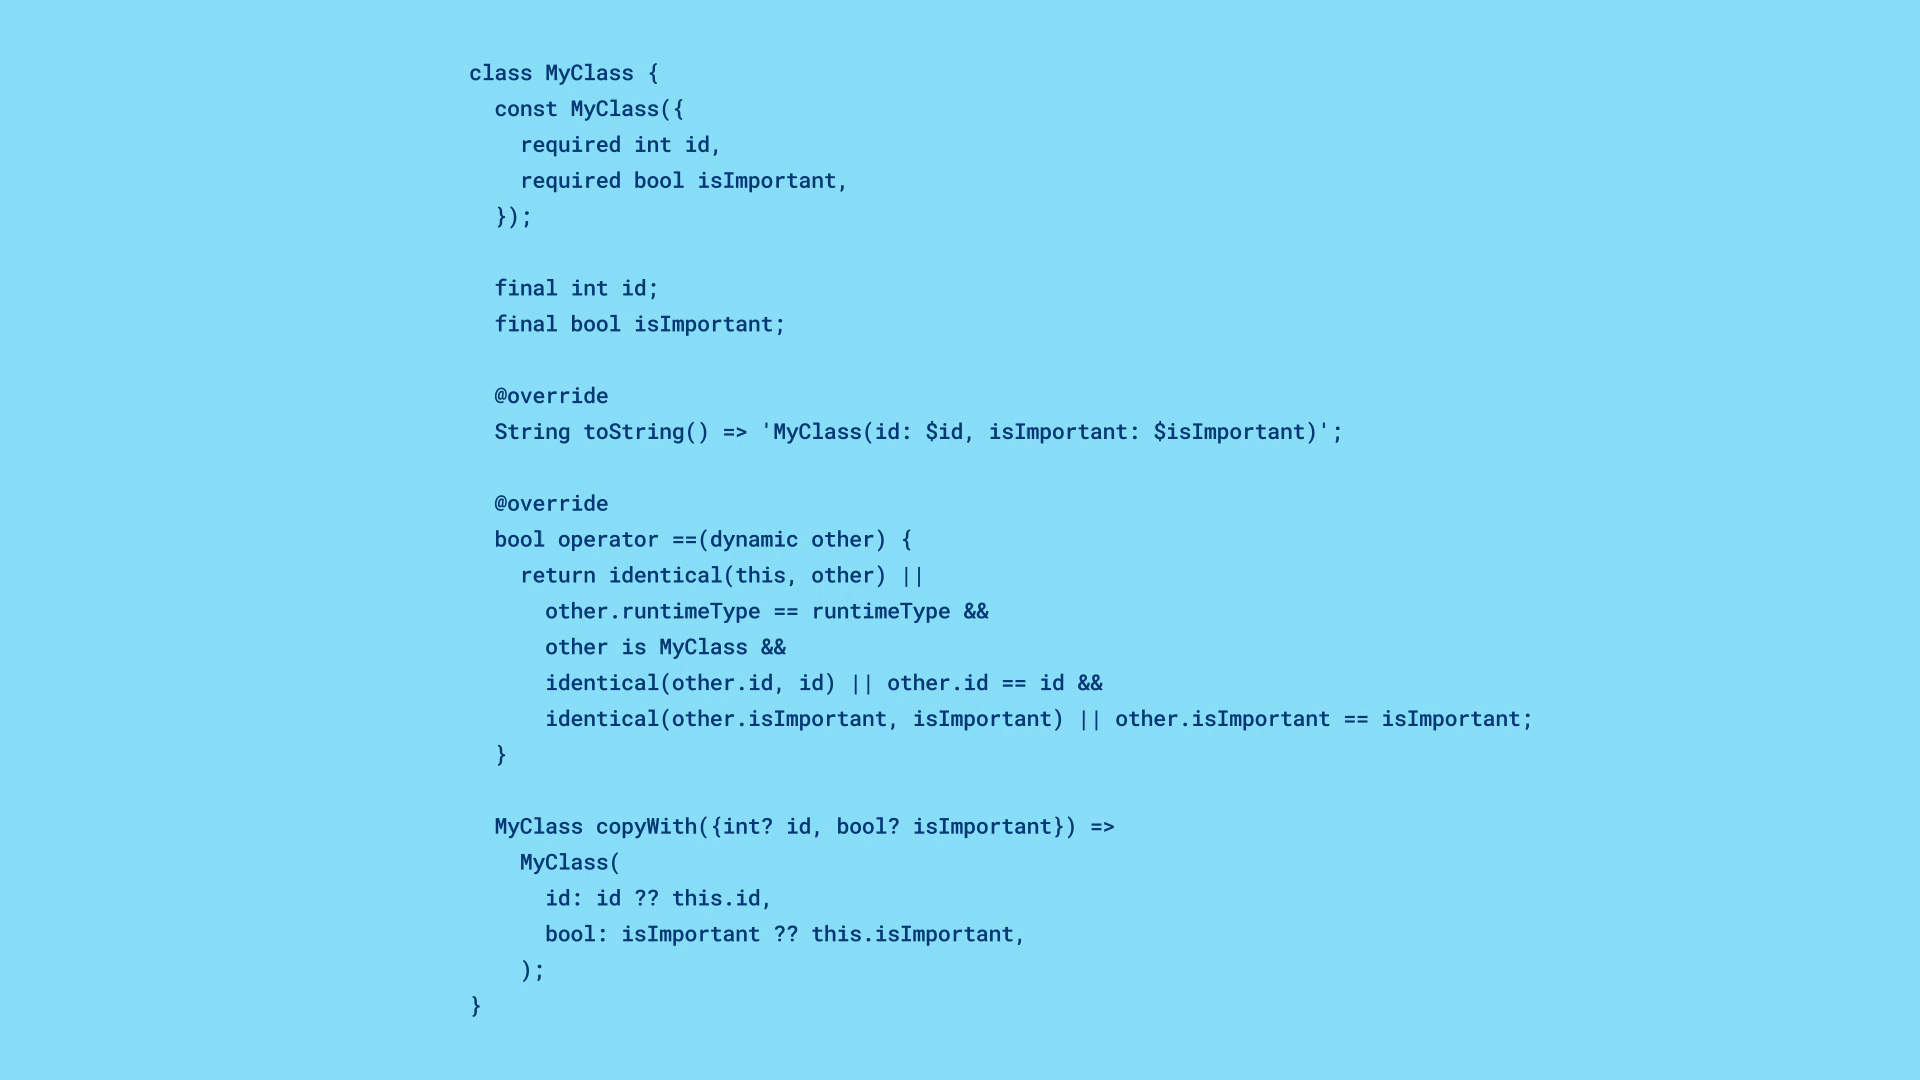 class MyClass {
  const MyClass({
    required int id,
    required bool isImportant,
  });

  final int id;
  final bool isImportant;

  @override
  String toString() => 'MyClass(id: $id, isImportant: $isImportant)';

  @override
  bool operator ==(dynamic other) {
    return identical(this, other) ||
      other.runtimeType == runtimeType &&
      other is MyClass &&
      identical(other.id, id) || other.id == id &&
      identical(other.isImportant, isImportant) || other.isImportant == isImportant;
  }

  MyClass copyWith({int? id, bool? isImportant}) =>
    MyClass(
      id: id ?? this.id,
      bool: isImportant ?? this.isImportant,
    );
}